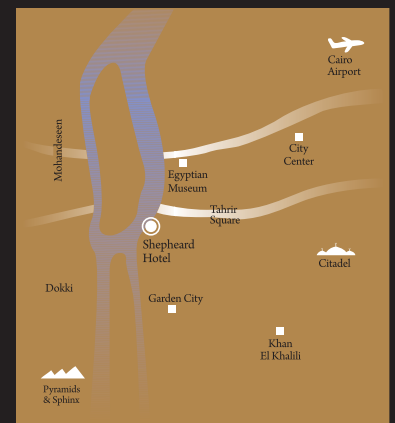 Cairo
Airport
Mohandeseen
City
Center
Egyptian
Museum
Tahrir
Square
Shepheard
Hotel
Citadel
Dokki
Garden City
Khan
El Khalili
Pyramids
& Sphinx